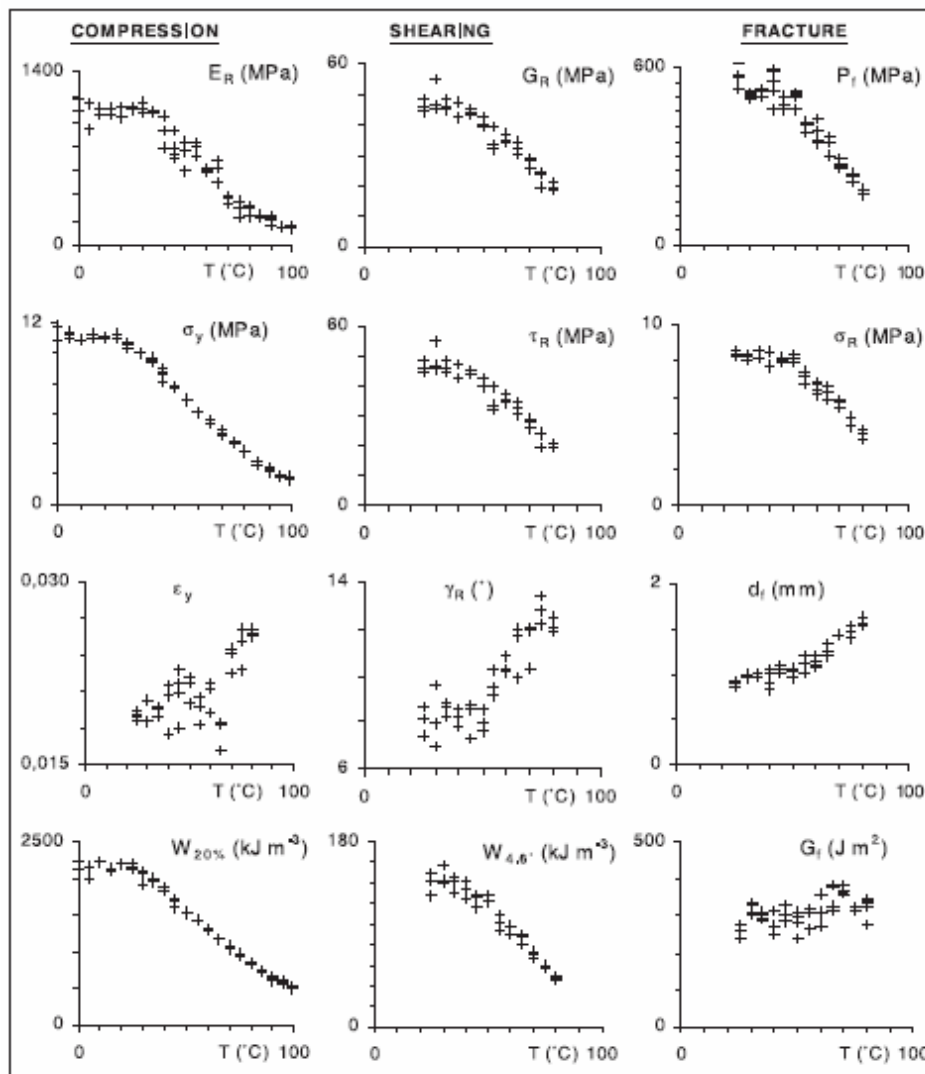 COMPRESSION SHEARING FRACTURE
1400 E_R (MPa) 60 G_R (MPa) 600 P_f (MPa)
0 0 0
0 T (˚C) 100 0 T (˚C) 100 0 T (˚C) 100
12 σ_y (MPa) 60 τ_R (MPa) 10 σ_R (MPa)
0 0 0
0 T (˚C) 100 0 T (˚C) 100 0 T (˚C) 100
0,030 ε_y 14 γ_R (˚) 2 d_f (mm)
0,015 6 0
0 T (˚C) 100 0 T (˚C) 100 0 T (˚C) 100
2500 W_20% (kJ m⁻³) 180 W_4,6˚ (kJ m⁻³) 500 G_f (J m²)
0 0 0
0 T (˚C) 100 0 T (˚C) 100 0 T (˚C) 100